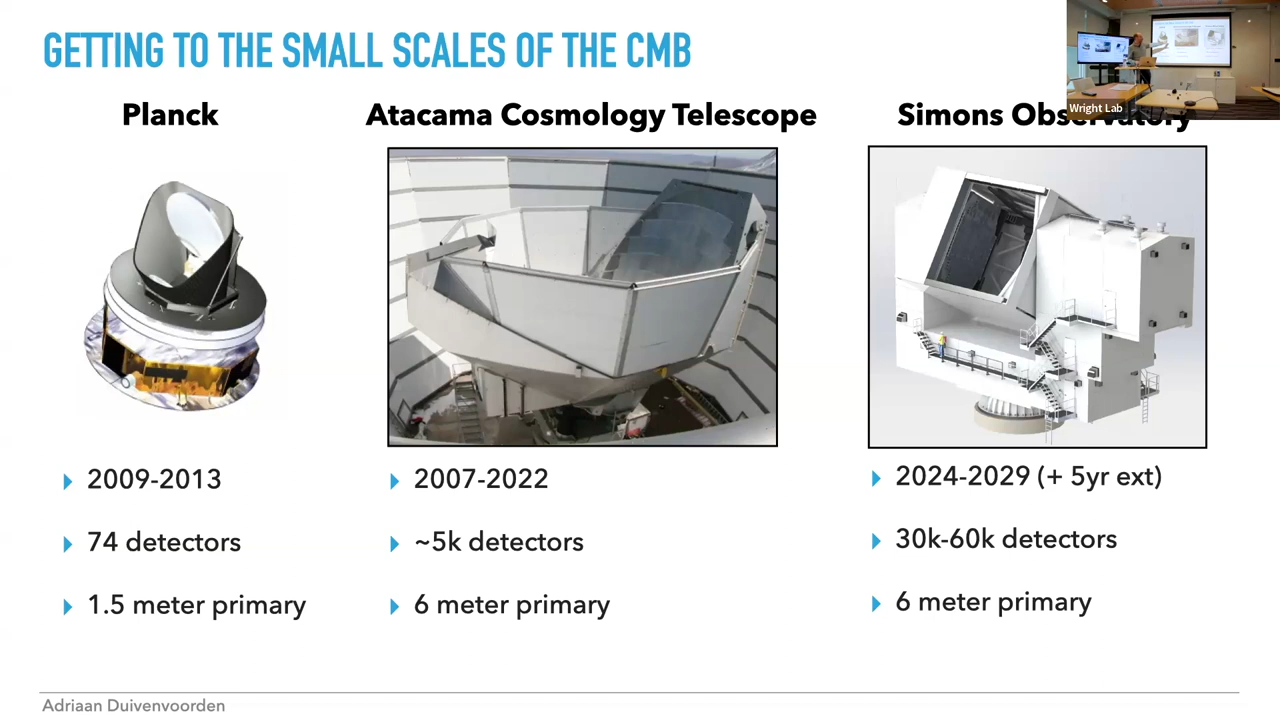 GETTING TO THE SMALL SCALES OF THE CMB
Wright Lab
Planck
Atacama Cosmology Telescope
Simons Observatory
2009-2013
74 detectors
1.5 meter primary
2007-2022
~5k detectors
6 meter primary
2024-2029 (+ 5yr ext)
30k-60k detectors
6 meter primary
Adriaan Duivenvoorden